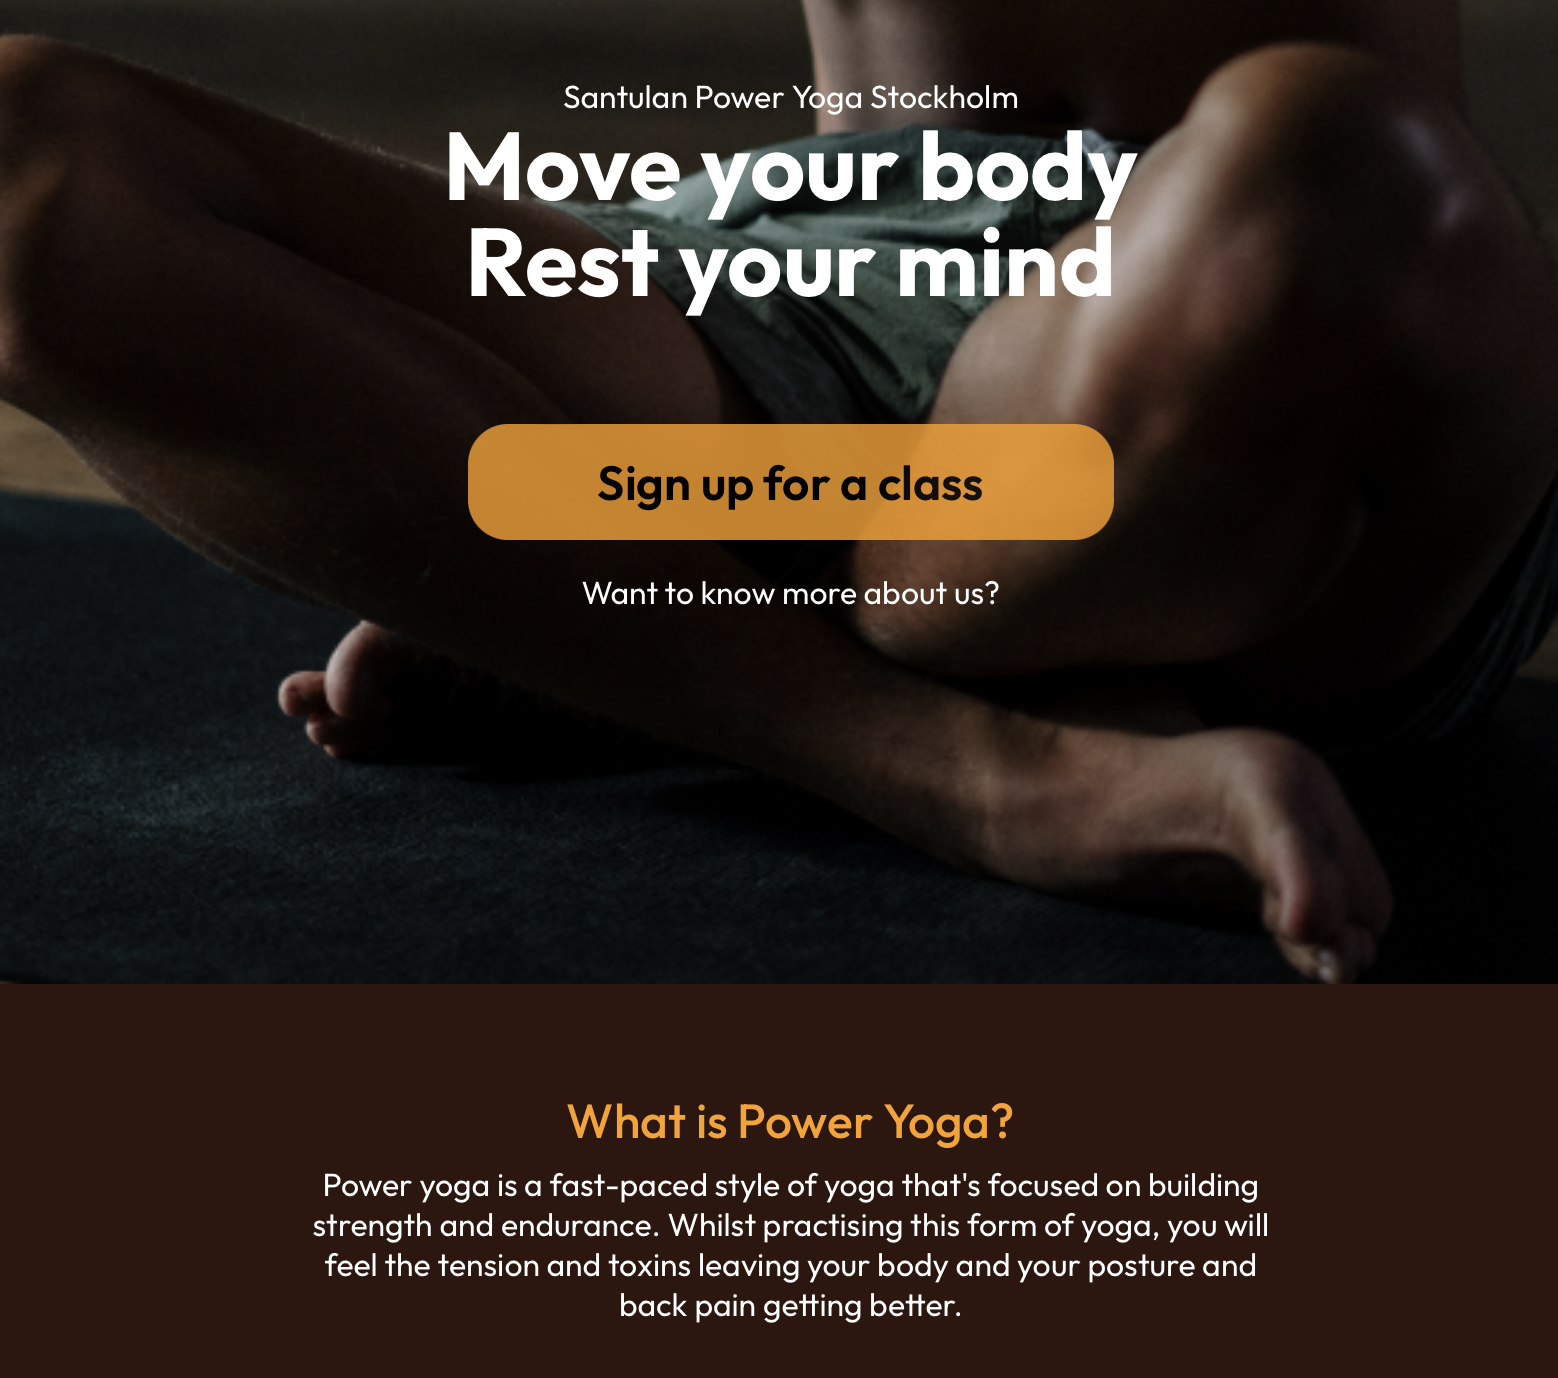 Santulan Power Yoga Stockholm
Move your body
Rest your mind
Sign up for a class
Want to know more about us?
What is Power Yoga?
Power yoga is a fast-paced style of yoga that's focused on building
strength and endurance. Whilst practising this form of yoga, you will
feel the tension and toxins leaving your body and your posture and
back pain getting better.